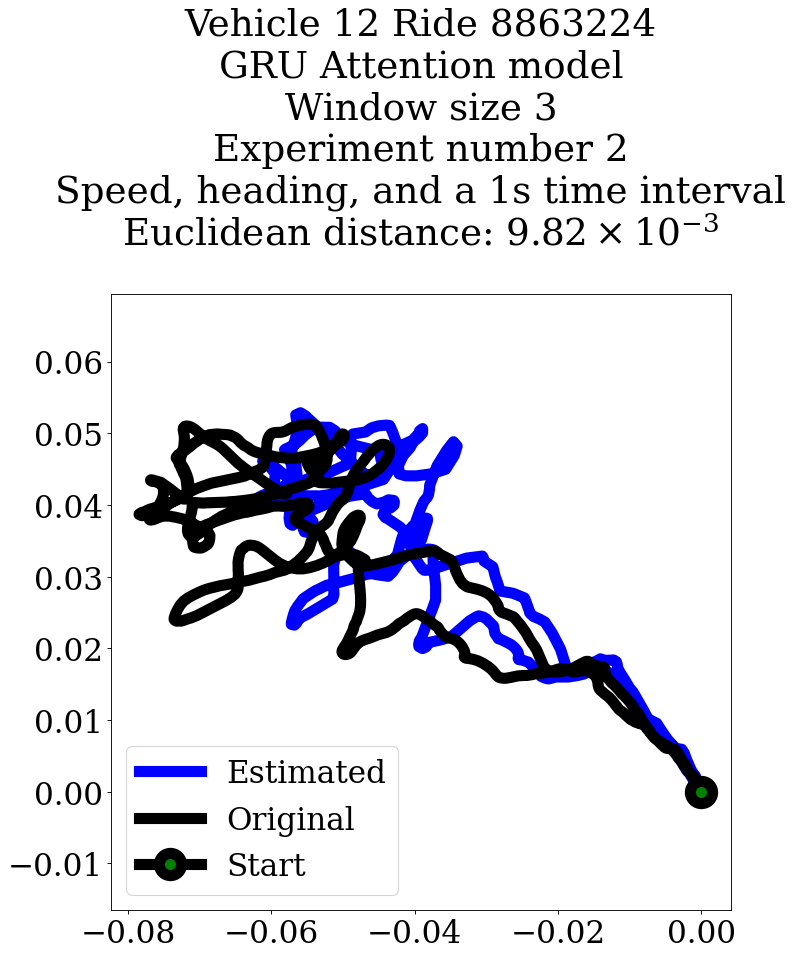 Vehicle 12 Ride 8863224
GRU Attention model
Window size 3
Experiment number 2
Speed, heading, and a 1s time interval
Euclidean distance: 9.82 × 10⁻³
0.06
0.05
0.04
0.03
0.02
0.01
0.00
−0.01
Estimated
Original
Start
−0.08 −0.06 −0.04 −0.02 0.00